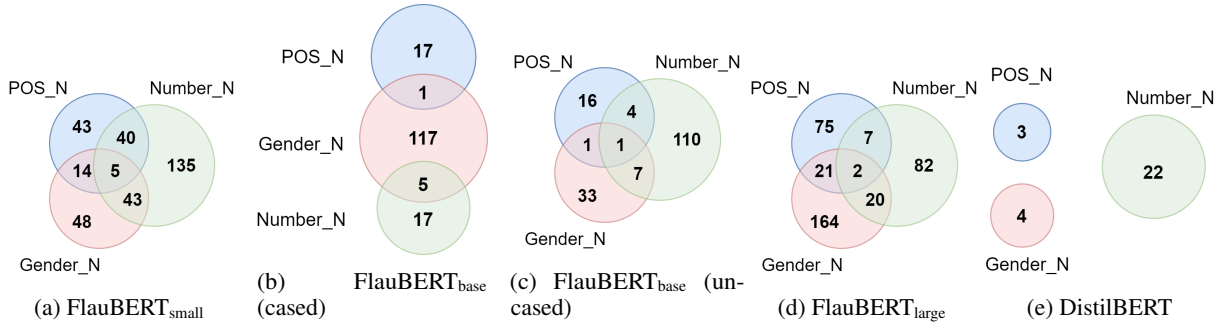 POS_N
Number_N
43
40
135
14
5
43
48
Gender_N
(a) FlauBERTsmall
POS_N
17
1
Gender_N
117
5
Number_N
17
(b) FlauBERTbase
(cased)
POS_N
Number_N
16
4
1
1
110
7
33
Gender_N
(c) FlauBERTbase (un-
cased)
POS_N
Number_N
75
7
21
2
82
20
164
Gender_N
(d) FlauBERTlarge
POS_N
3
Number_N
22
4
Gender_N
(e) DistilBERT